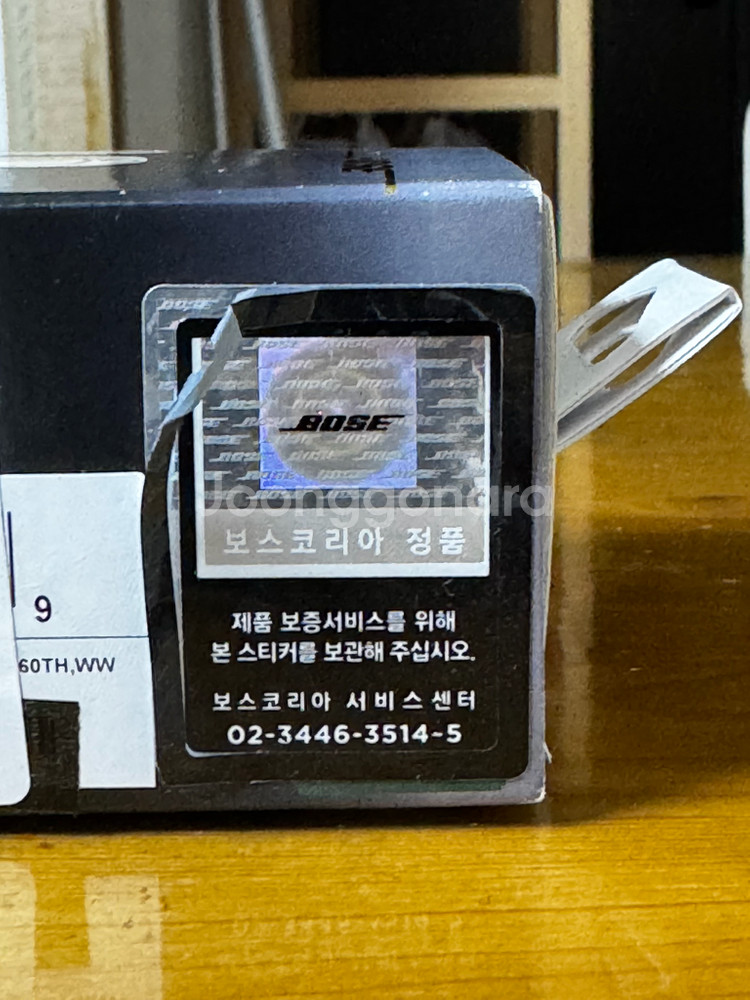 BOSE
BOSE
Joonggonara
보스코리아 정품
9
제품 보증서비스를 위해
본 스티커를 보관해 주십시오.
60TH,WW
보스코리아 서비스센터
02-3446-3514~5